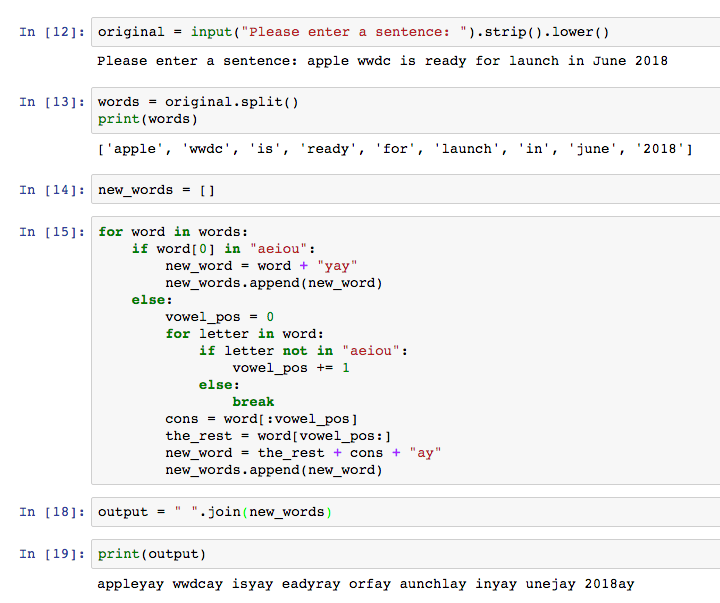 In [12]: original = input("Please enter a sentence: ").strip().lower()
Please enter a sentence: apple wwdc is ready for launch in June 2018
In [13]: words = original.split()
print(words)
['apple', 'wwdc', 'is', 'ready', 'for', 'launch', 'in', 'june', '2018']
In [14]: new_words = []
In [15]: for word in words:
    if word[0] in "aeiou":
        new_word = word + "yay"
        new_words.append(new_word)
    else:
        vowel_pos = 0
        for letter in word:
            if letter not in "aeiou":
                vowel_pos += 1
            else:
                break
        cons = word[:vowel_pos]
        the_rest = word[vowel_pos:]
        new_word = the_rest + cons + "ay"
        new_words.append(new_word)
In [18]: output = " ".join(new_words)
In [19]: print(output)
appleyay wwdcay isyay eadyray orfay aunchlay inyay unejay 2018ay